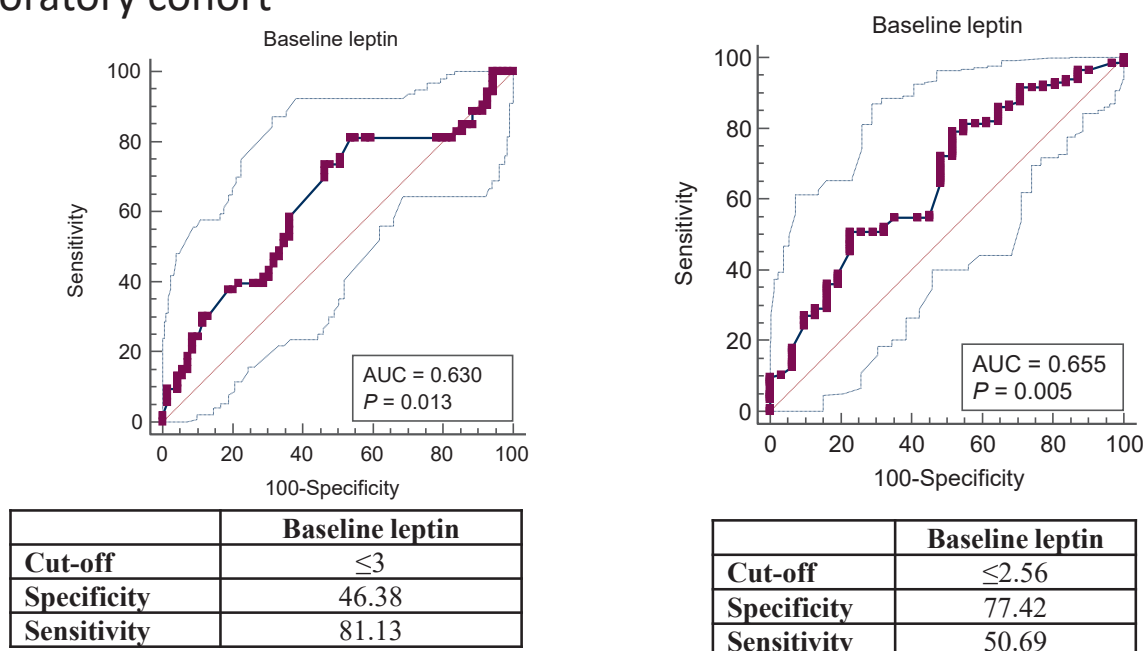 oratory cohort
Baseline leptin
100
80
60
40
20
0
Sensitivity
AUC = 0.630
P = 0.013
0 20 40 60 80 100
100-Specificity
Baseline leptin
Cut-off ≤3
Specificity 46.38
Sensitivity 81.13
Baseline leptin
100
80
60
40
20
0
Sensitivity
AUC = 0.655
P = 0.005
0 20 40 60 80 100
100-Specificity
Baseline leptin
Cut-off ≤2.56
Specificity 77.42
Sensitivity 50.69